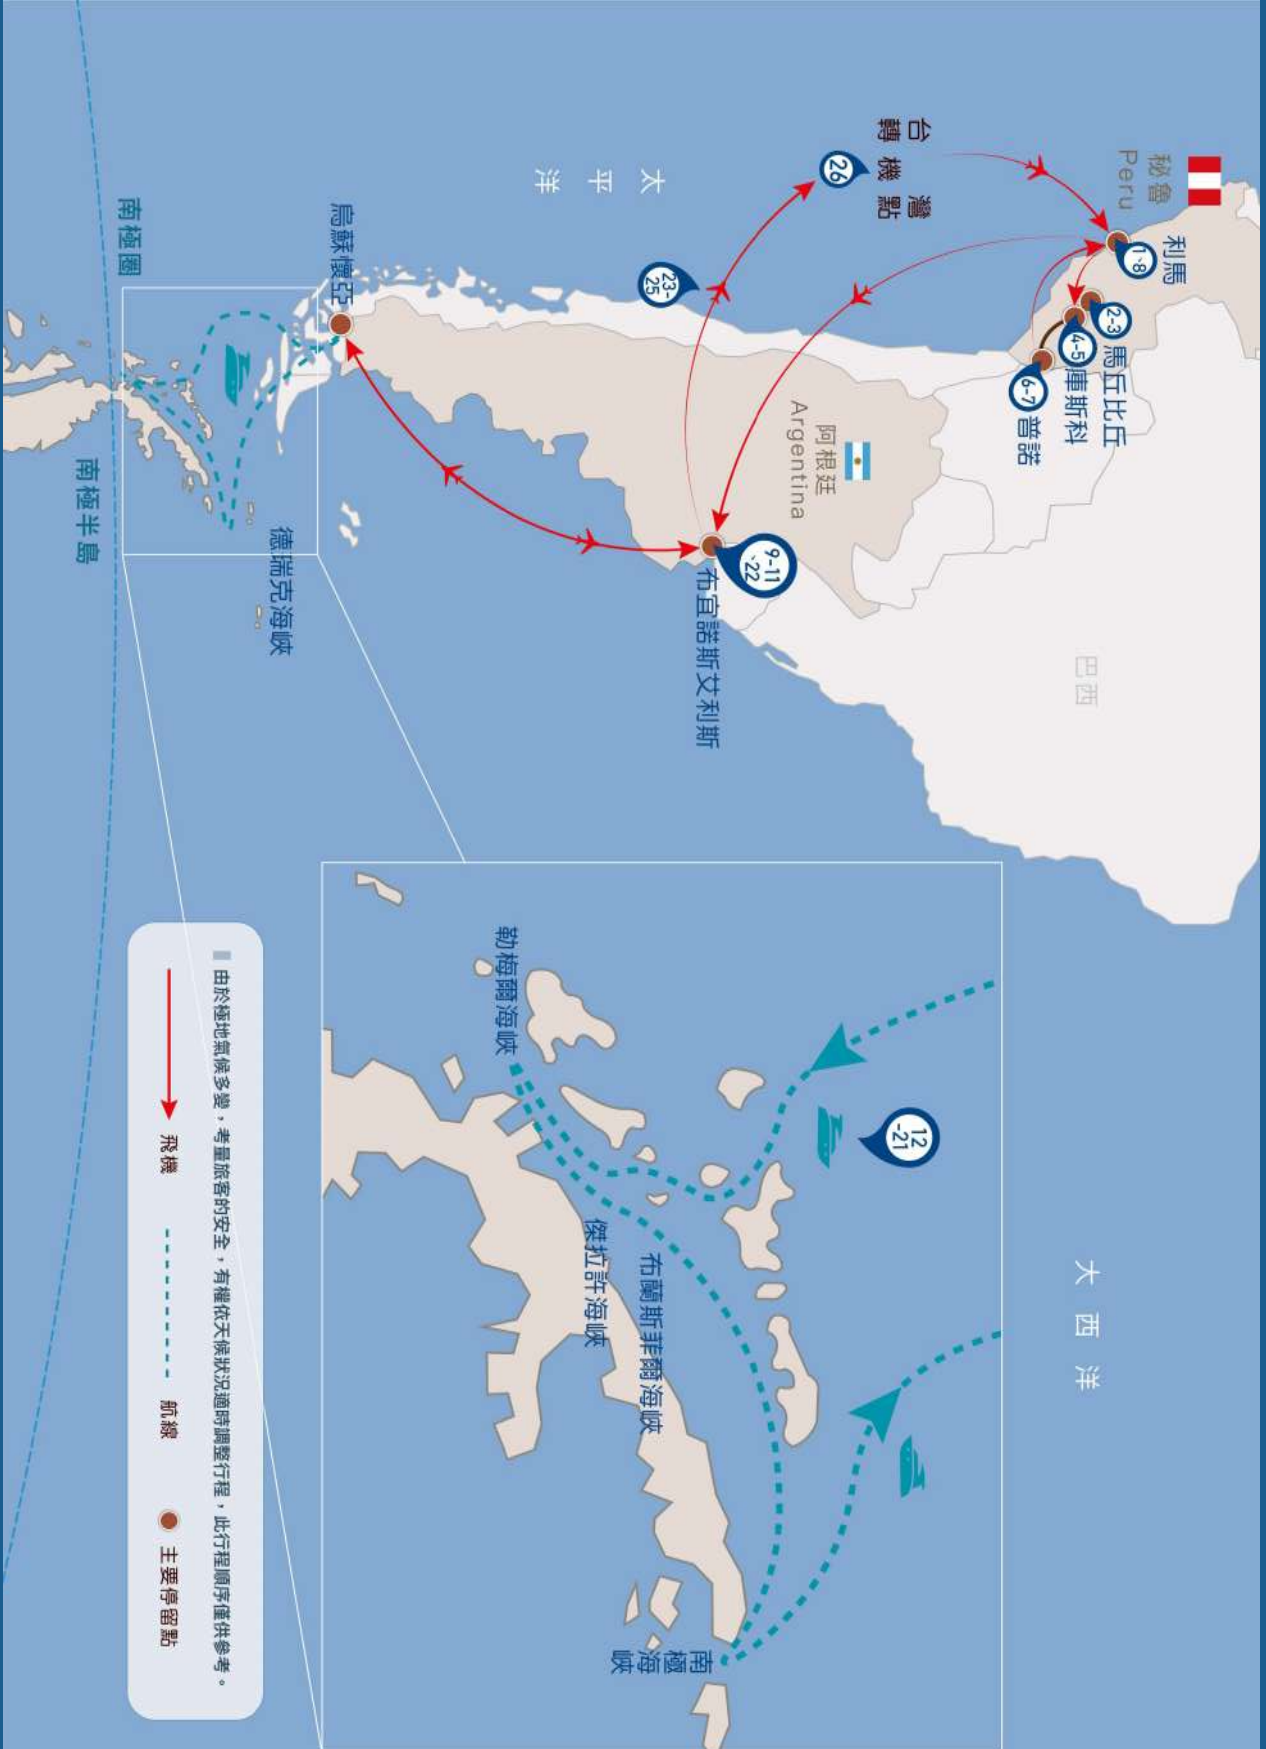 秘魯
Peru
利馬
1、8
2-3
馬丘比丘
4-5
庫斯科
6-7
普諾
台灣
轉機點
26
巴西
大西洋
阿根廷
Argentina
9-11
、22
布宜諾斯艾利斯
23-
25
太平洋
烏蘇懷亞
德瑞克海峽
南極圈
南極半島
12
-21
南極海峽
布蘭斯菲爾海峽
傑拉許海峽
勒梅爾海峽
由於極地氣候多變，考量旅客的安全，有權依天候狀況適時調整行程，此行程順序僅供參考。
飛機
航線
主要停留點